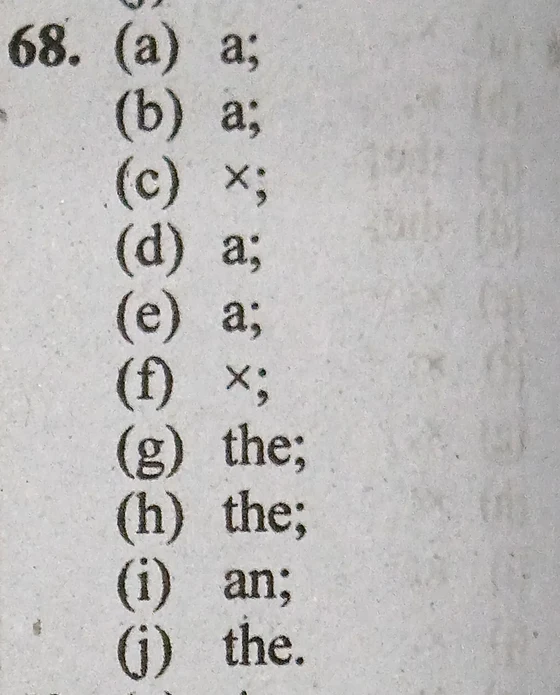 68. (a) a;
(b) a;
(c) ×;
(d) a;
(e) a;
(f) ×;
(g) the;
(h) the;
(i) an;
(j) the.